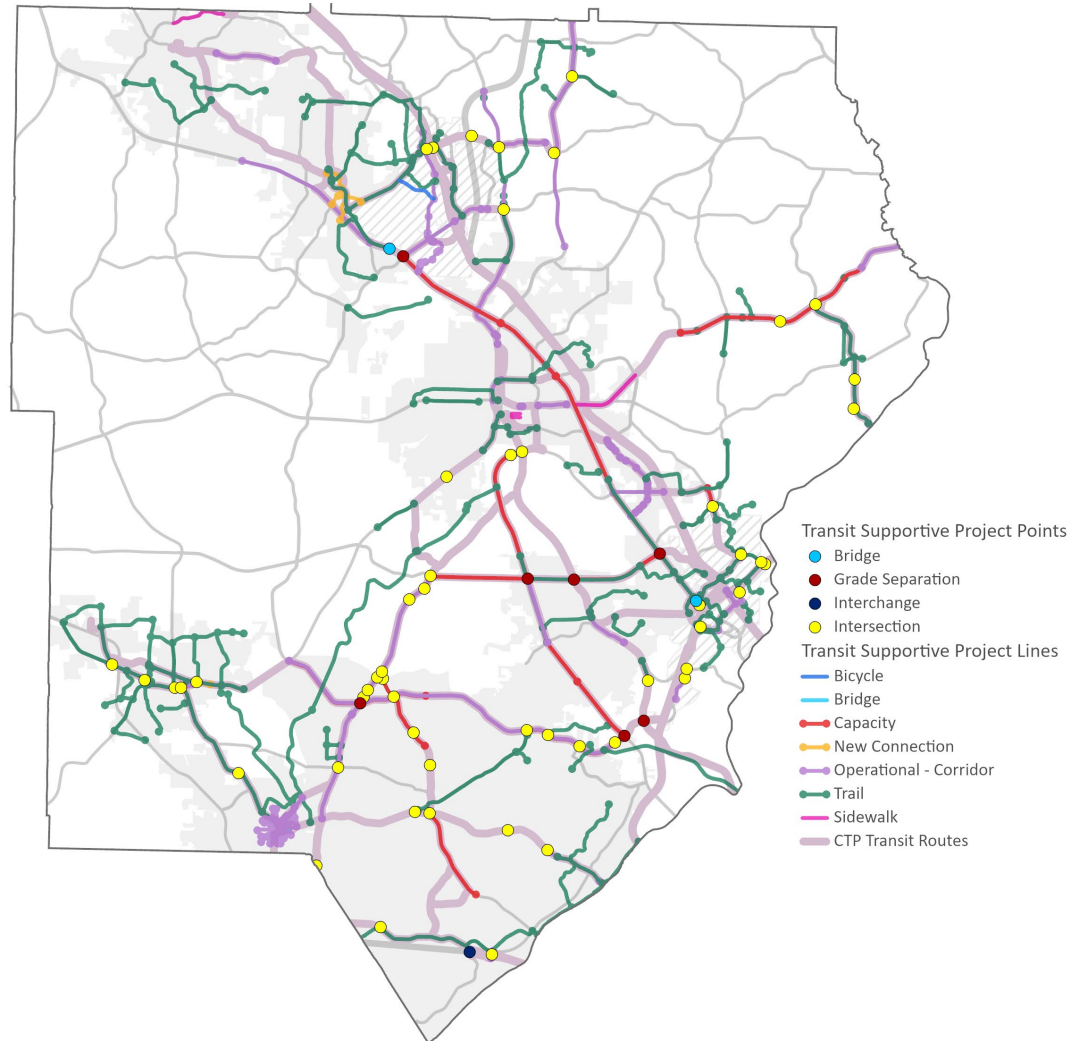 Transit Supportive Project Points
Bridge
Grade Separation
Interchange
Intersection
Transit Supportive Project Lines
Bicycle
Bridge
Capacity
New Connection
Operational - Corridor
Trail
Sidewalk
CTP Transit Routes